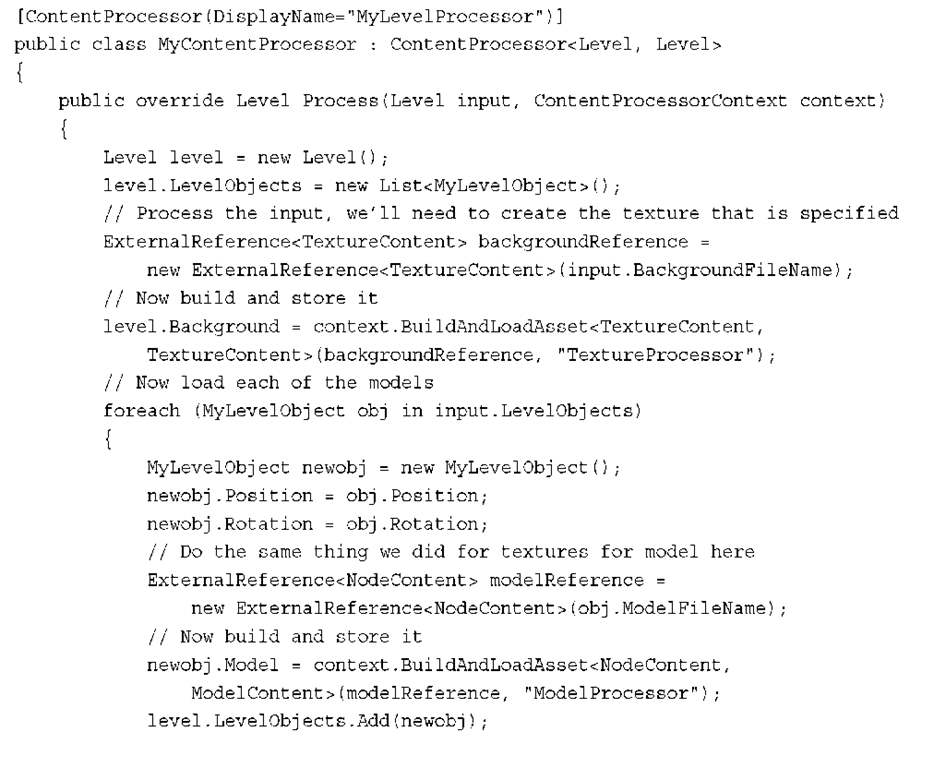 [ContentProcessor(DisplayName="MyLevelProcessor")]
public class MyContentProcessor : ContentProcessor<Level, Level>
{
    public override Level Process(Level input, ContentProcessorContext context)
    {
        Level level = new Level();
        level.LevelObjects = new List<MyLevelObject>();
        // Process the input, we'll need to create the texture that is specified
        ExternalReference<TextureContent> backgroundReference =
            new ExternalReference<TextureContent>(input.BackgroundFileName);
        // Now build and store it
        level.Background = context.BuildAndLoadAsset<TextureContent,
            TextureContent>(backgroundReference, "TextureProcessor");
        // Now load each of the models
        foreach (MyLevelObject obj in input.LevelObjects)
        {
            MyLevelObject newobj = new MyLevelObject();
            newobj.Position = obj.Position;
            newobj.Rotation = obj.Rotation;
            // Do the same thing we did for textures for model here
            ExternalReference<NodeContent> modelReference =
                new ExternalReference<NodeContent>(obj.ModelFileName);
            // Now build and store it
            newobj.Model = context.BuildAndLoadAsset<NodeContent,
                ModelContent>(modelReference, "ModelProcessor");
            level.LevelObjects.Add(newobj);